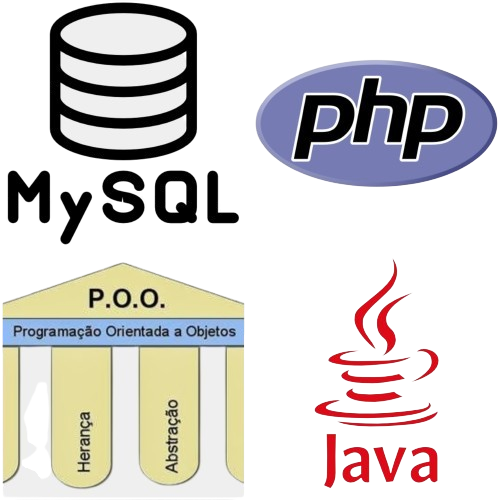 MySQL
php
P.O.O.
Programação Orientada a Objetos
Herança
Abstração
Java